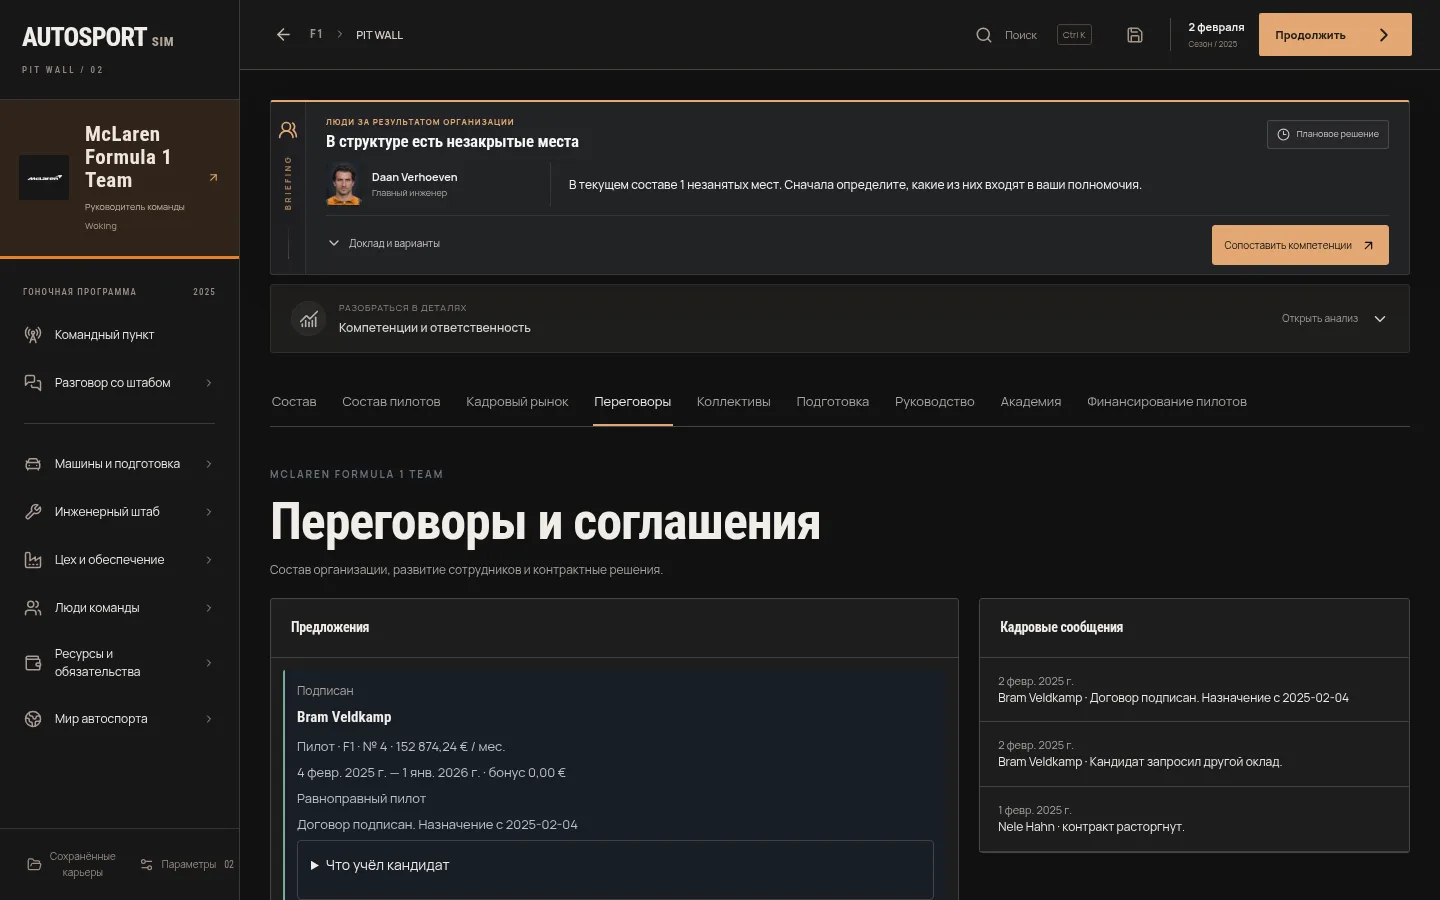 AUTOSPORT SIM
PIT WALL / 02
McLaren
Formula 1
Team
Руководитель команды
Woking
McLaren
ГОНОЧНАЯ ПРОГРАММА 2025
Командный пункт
Разговор со штабом
Машины и подготовка
Инженерный штаб
Цех и обеспечение
Люди команды
Ресурсы и
обязательства
Мир автоспорта
Сохранённые
карьеры
Параметры 02
F1 PIT WALL
Поиск Ctrl K
2 февраля
Сезон / 2025
Продолжить
BRIEFING
ЛЮДИ ЗА РЕЗУЛЬТАТОМ ОРГАНИЗАЦИИ
В структуре есть незакрытые места
Плановое решение
Daan Verhoeven
Главный инженер
В текущем составе 1 незанятых мест. Сначала определите, какие из них входят в ваши полномочия.
Доклад и варианты
Сопоставить компетенции
РАЗОБРАТЬСЯ В ДЕТАЛЯХ
Компетенции и ответственность
Открыть анализ
Состав Состав пилотов Кадровый рынок Переговоры Коллективы Подготовка Руководство Академия Финансирование пилотов
MCLAREN FORMULA 1 TEAM
Переговоры и соглашения
Состав организации, развитие сотрудников и контрактные решения.
Предложения
Подписан
Bram Veldkamp
Пилот · F1 · № 4 · 152 874,24 € / мес.
4 февр. 2025 г. — 1 янв. 2026 г. · бонус 0,00 €
Равноправный пилот
Договор подписан. Назначение с 2025-02-04
Что учёл кандидат
Кадровые сообщения
2 февр. 2025 г.
Bram Veldkamp · Договор подписан. Назначение с 2025-02-04
2 февр. 2025 г.
Bram Veldkamp · Кандидат запросил другой оклад.
1 февр. 2025 г.
Nele Hahn · контракт расторгнут.